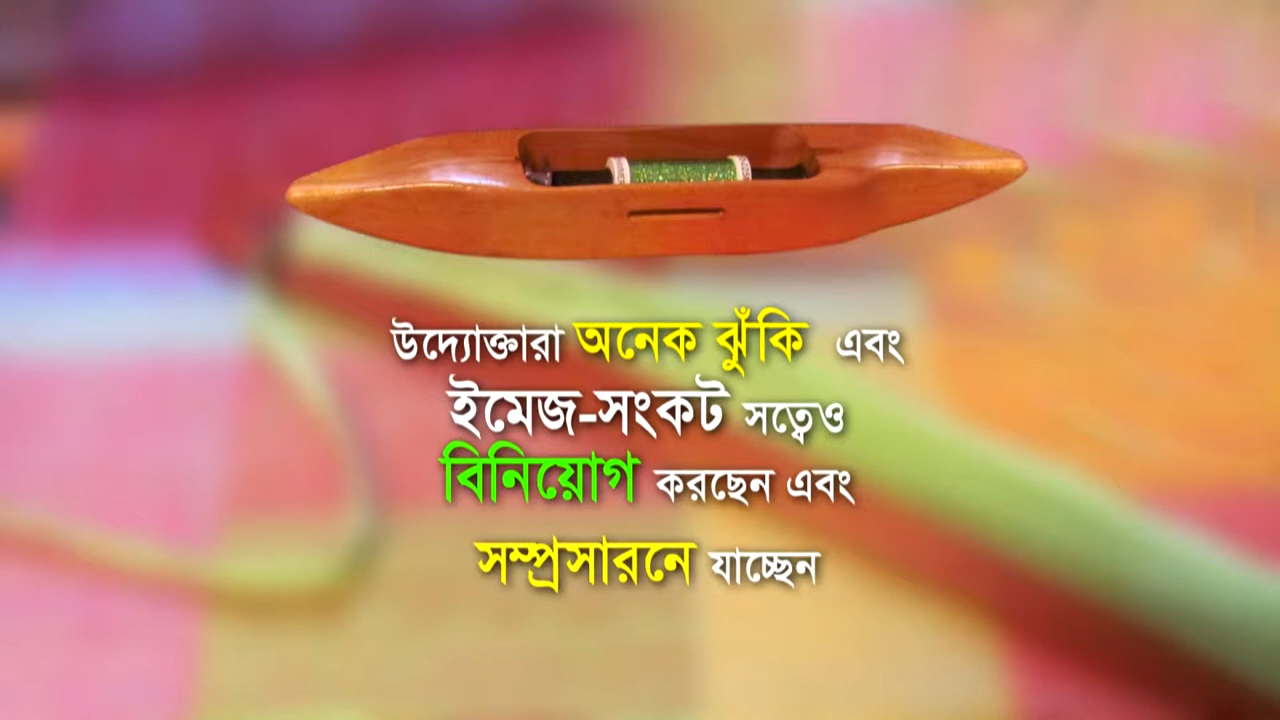 উদ্যোক্তারা অনেক ঝুঁকি এবং
ইমেজ-সংকট সত্বেও
বিনিয়োগ করছেন এবং
সম্প্রসারনে যাচ্ছেন